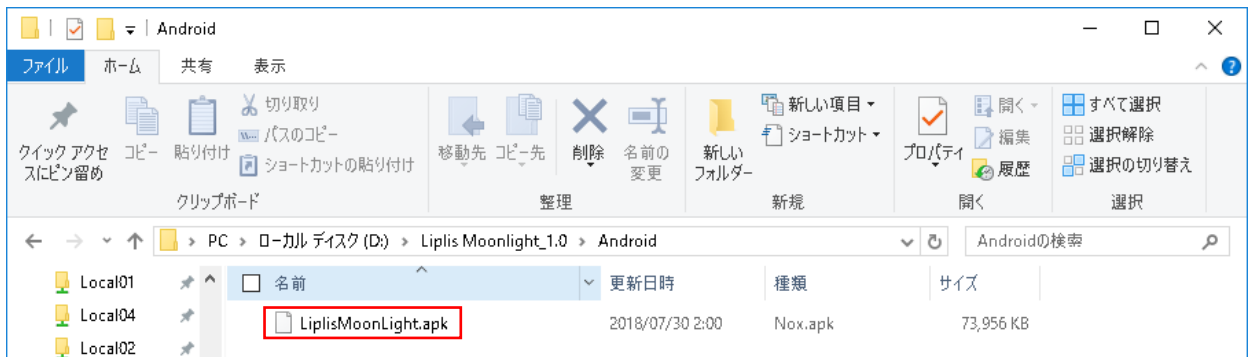 Android
ファイル ホーム 共有 表示
クイック アクセスにピン留め
コピー
貼り付け
切り取り
パスのコピー
ショートカットの貼り付け
クリップボード
移動先
コピー先
削除
名前の変更
整理
新しいフォルダー
新しい項目
ショートカット
新規
プロパティ
開く
編集
履歴
開く
すべて選択
選択解除
選択の切り替え
選択
PC › ローカル ディスク (D:) › Liplis Moonlight_1.0 › Android
Androidの検索
Local01
Local04
Local02
名前 更新日時 種類 サイズ
LiplisMoonLight.apk 2018/07/30 2:00 Nox.apk 73,956 KB